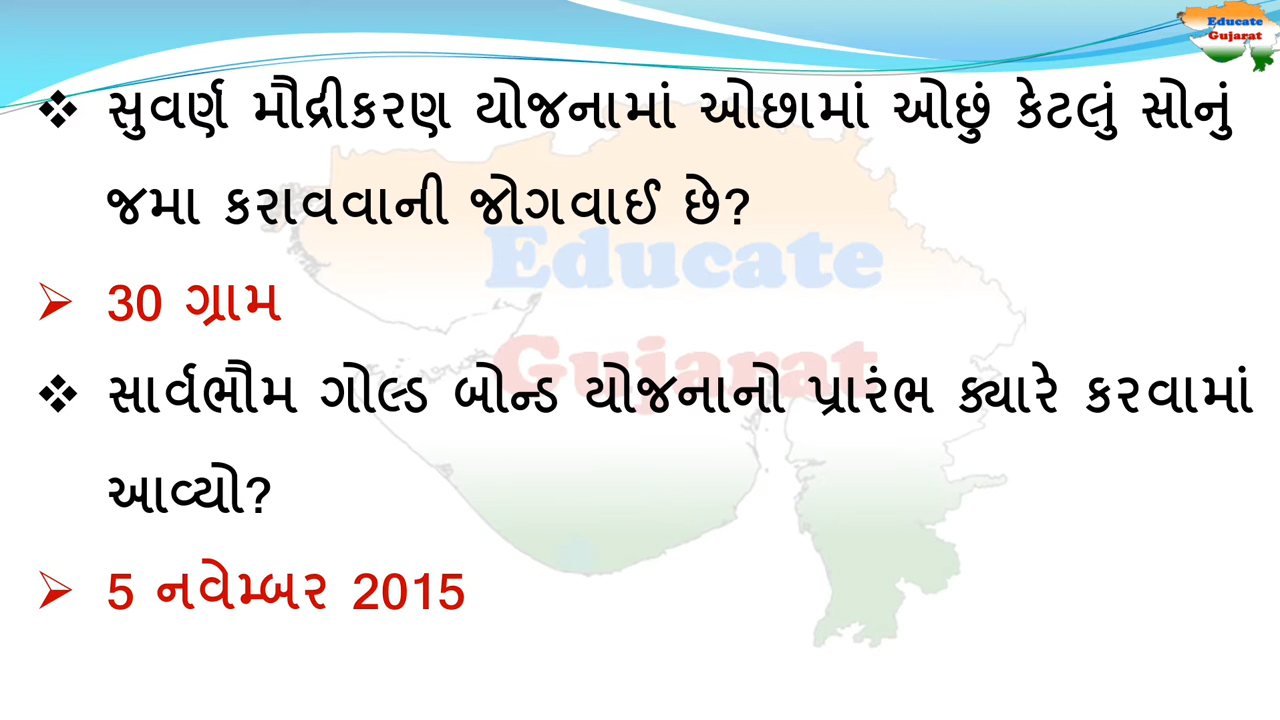 Educate
Gujarat
❖ સુવર્ણ મૌદ્રીકરણ યોજનામાં ઓછામાં ઓછું કેટલું સોનું
જમા કરાવવાની જોગવાઈ છે?
Educate
➢ 30 ગ્રામ
Gujarat
❖ સાર્વભૌમ ગોલ્ડ બોન્ડ યોજનાનો પ્રારંભ ક્યારે કરવામાં
આવ્યો?
➢ 5 નવેમ્બર 2015